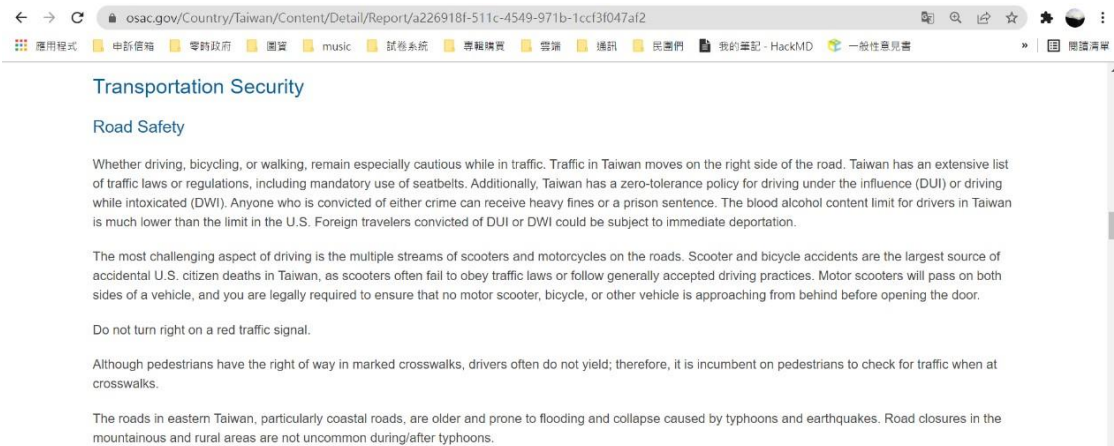 osac.gov/Country/Taiwan/Content/Detail/Report/a226918f-511c-4549-971b-1ccf3f047af2
應用程式 申訴信箱 零時政府 圖資 music 試卷系統 專輯購買 雲端 通訊 民團們 我的筆記 - HackMD 一般性意見書 » 閱讀清單
Transportation Security
Road Safety
Whether driving, bicycling, or walking, remain especially cautious while in traffic. Traffic in Taiwan moves on the right side of the road. Taiwan has an extensive list
of traffic laws or regulations, including mandatory use of seatbelts. Additionally, Taiwan has a zero-tolerance policy for driving under the influence (DUI) or driving
while intoxicated (DWI). Anyone who is convicted of either crime can receive heavy fines or a prison sentence. The blood alcohol content limit for drivers in Taiwan
is much lower than the limit in the U.S. Foreign travelers convicted of DUI or DWI could be subject to immediate deportation.
The most challenging aspect of driving is the multiple streams of scooters and motorcycles on the roads. Scooter and bicycle accidents are the largest source of
accidental U.S. citizen deaths in Taiwan, as scooters often fail to obey traffic laws or follow generally accepted driving practices. Motor scooters will pass on both
sides of a vehicle, and you are legally required to ensure that no motor scooter, bicycle, or other vehicle is approaching from behind before opening the door.
Do not turn right on a red traffic signal.
Although pedestrians have the right of way in marked crosswalks, drivers often do not yield; therefore, it is incumbent on pedestrians to check for traffic when at
crosswalks.
The roads in eastern Taiwan, particularly coastal roads, are older and prone to flooding and collapse caused by typhoons and earthquakes. Road closures in the
mountainous and rural areas are not uncommon during/after typhoons.